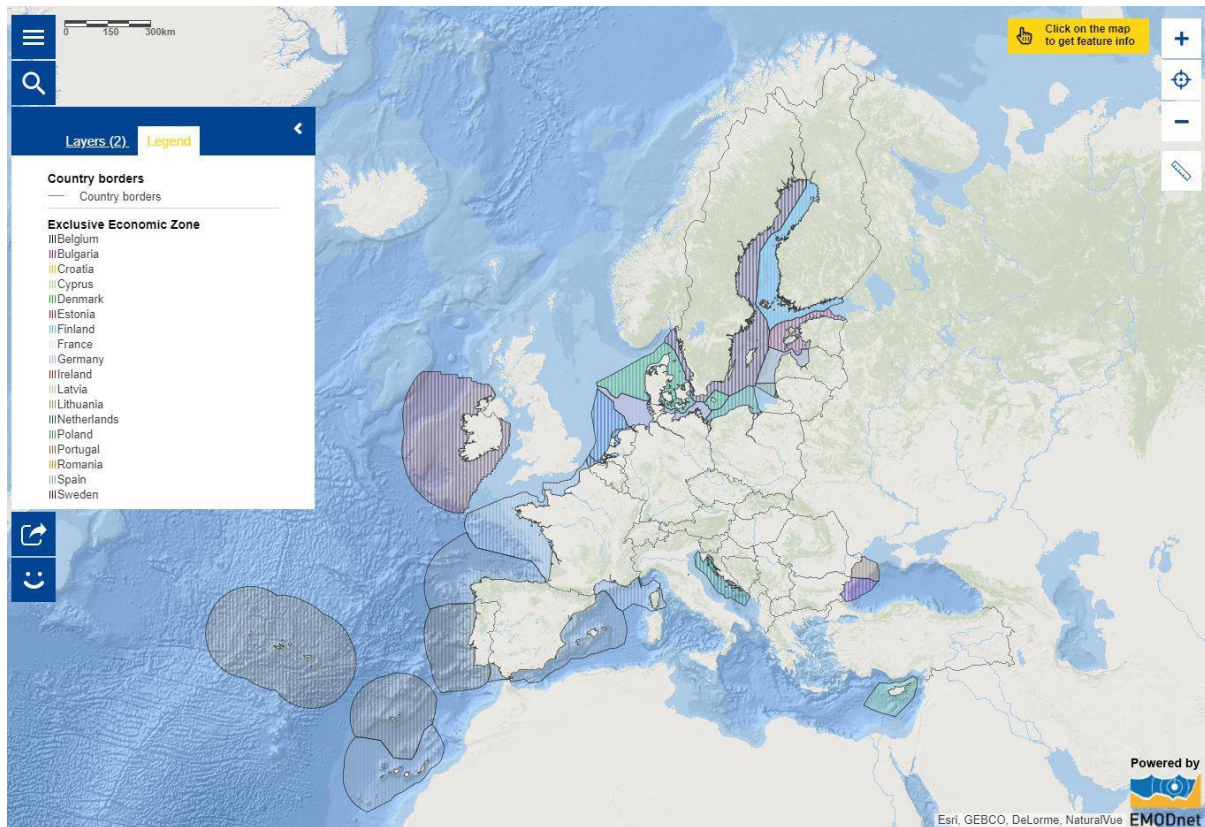 0 150 300km
Click on the map
to get feature info
Layers (2)
Legend
Country borders
Country borders
Exclusive Economic Zone
Belgium
Bulgaria
Croatia
Cyprus
Denmark
Estonia
Finland
France
Germany
Ireland
Latvia
Lithuania
Netherlands
Poland
Portugal
Romania
Spain
Sweden
Powered by
EMODnet
Esri, GEBCO, DeLorme, NaturalVue